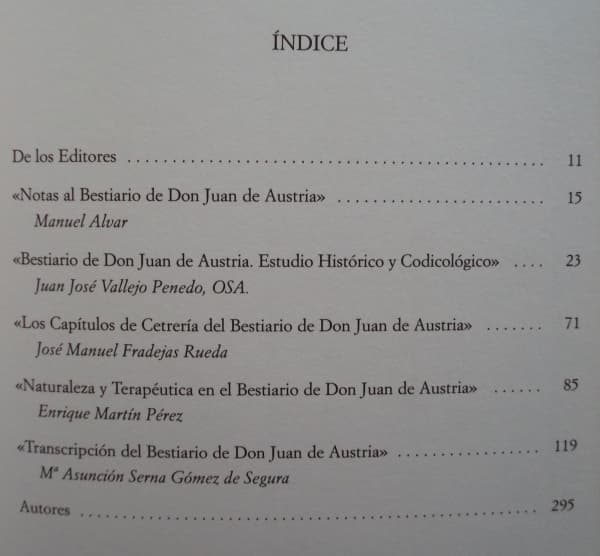 ÍNDICE
De los Editores ................................................ 11
«Notas al Bestiario de Don Juan de Austria» ........................ 15
Manuel Alvar
«Bestiario de Don Juan de Austria. Estudio Histórico y Codicológico» .... 23
Juan José Vallejo Penedo, OSA.
«Los Capítulos de Cetrería del Bestiario de Don Juan de Austria» ....... 71
José Manuel Fradejas Rueda
«Naturaleza y Terapéutica en el Bestiario de Don Juan de Austria» ...... 85
Enrique Martín Pérez
«Transcripción del Bestiario de Don Juan de Austria» ................. 119
Mª Asunción Serna Gómez de Segura
Autores ...................................................... 295